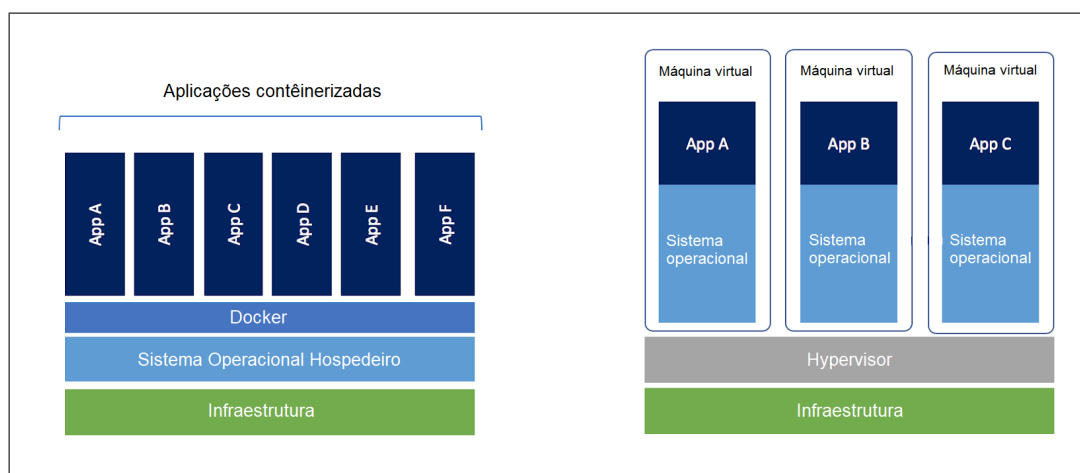 Aplicações contêinerizadas
App A
App B
App C
App D
App E
App F
Docker
Sistema Operacional Hospedeiro
Infraestrutura
Máquina virtual
App A
Sistema
operacional
Máquina virtual
App B
Sistema
operacional
Máquina virtual
App C
Sistema
operacional
Hypervisor
Infraestrutura